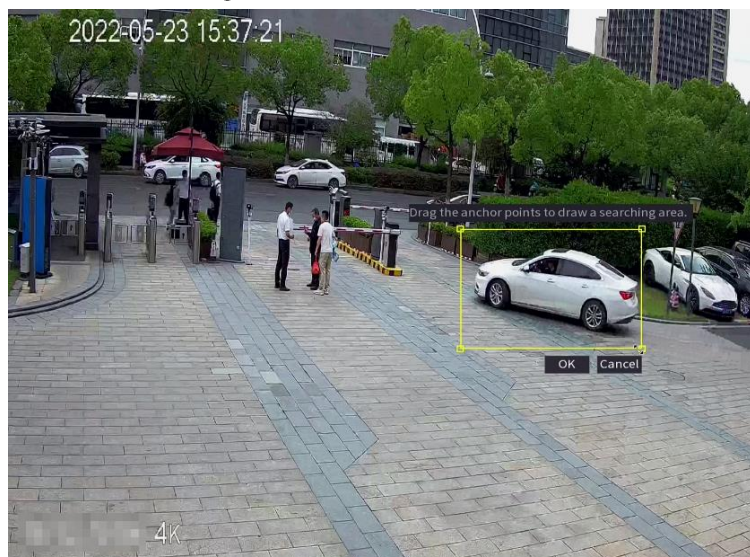 2022-05-23 15:37:21
Drag the anchor points to draw a searching area.
OK
Cancel
4K